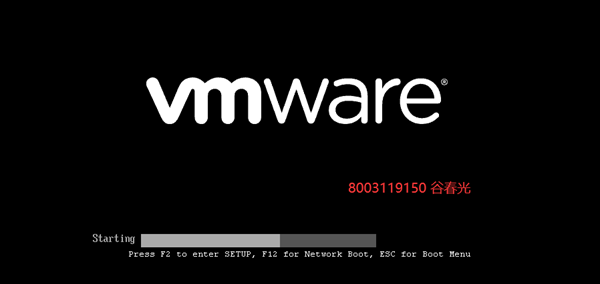 vmware®
8003119150 谷春光
Starting
Press F2 to enter SETUP, F12 for Network Boot, ESC for Boot Menu